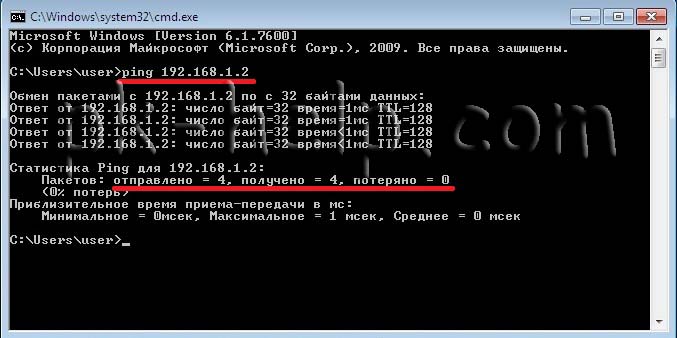 C:\Windows\system32\cmd.exe
Microsoft Windows [Version 6.1.7600]
(c) Корпорация Майкрософт (Microsoft Corp.), 2009. Все права защищены.
C:\Users\user>ping 192.168.1.2
Обмен пакетами с 192.168.1.2 по с 32 байтами данных:
Ответ от 192.168.1.2: число байт=32 время=1мс TTL=128
Ответ от 192.168.1.2: число байт=32 время<1мс TTL=128
Ответ от 192.168.1.2: число байт=32 время<1мс TTL=128
Ответ от 192.168.1.2: число байт=32 время<1мс TTL=128
pk-help.com
Статистика Ping для 192.168.1.2:
Пакетов: отправлено = 4, получено = 4, потеряно = 0
(0% потерь)
Приблизительное время приема-передачи в мс:
Минимальное = 0мсек, Максимальное = 1 мсек, Среднее = 0 мсек
C:\Users\user>_